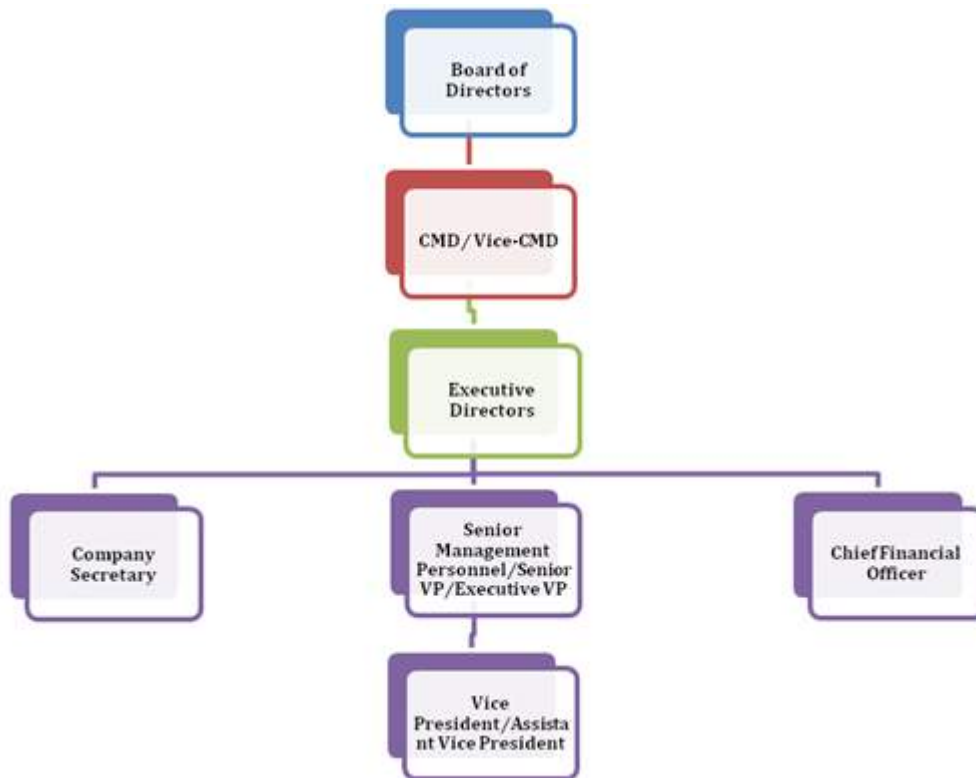 Board of
Directors
CMD / Vice-CMD
Executive
Directors
Company
Secretary
Senior
Management
Personnel/Senior
VP/Executive VP
Chief Financial
Officer
Vice
President/Assista
nt Vice President